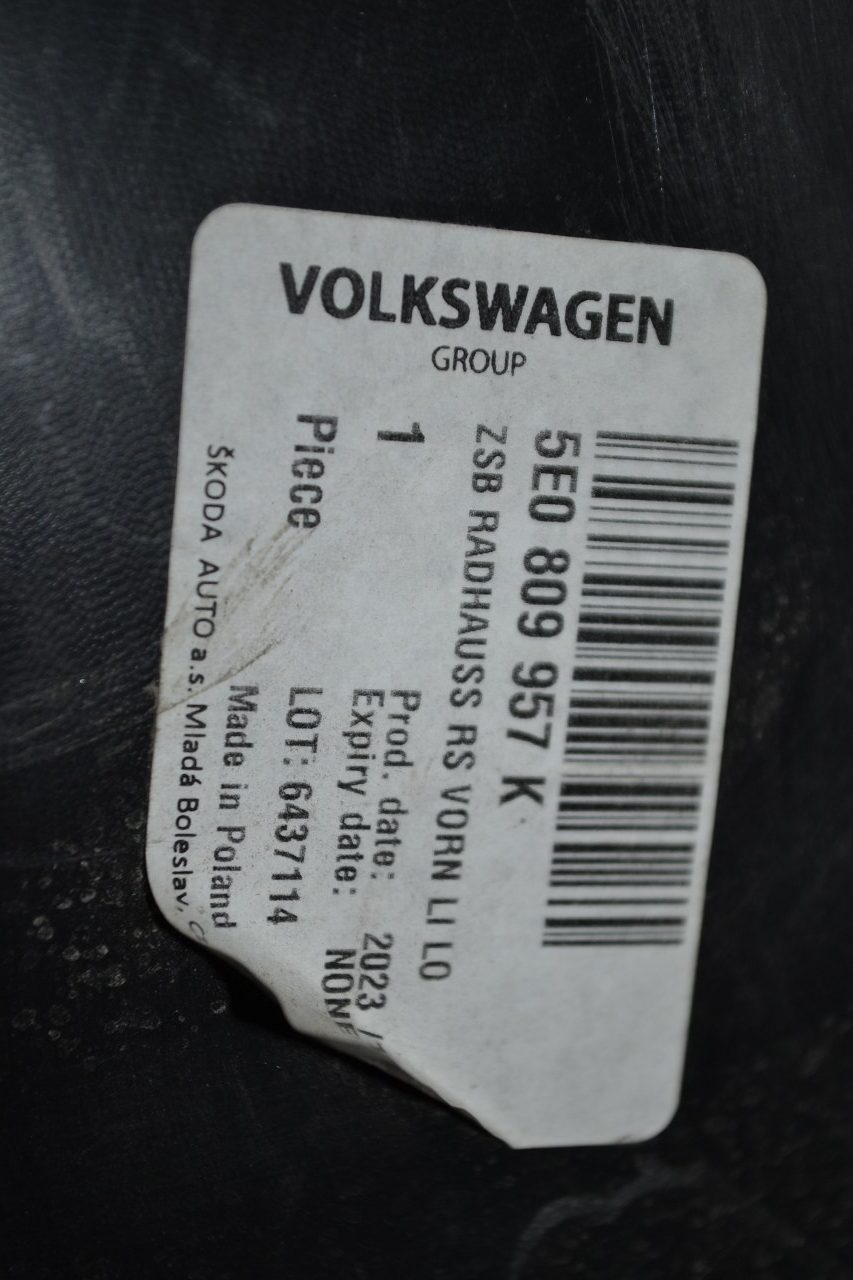 VOLKSWAGEN
GROUP
5E0 809 957 K
ZSB RADHAUSS RS VORN LI LO
1
Piece
Prod. date: 2023 /
Expiry date: NONE
LOT: 6437114
Made in Poland
ŠKODA AUTO a.s. Mladá Boleslav,